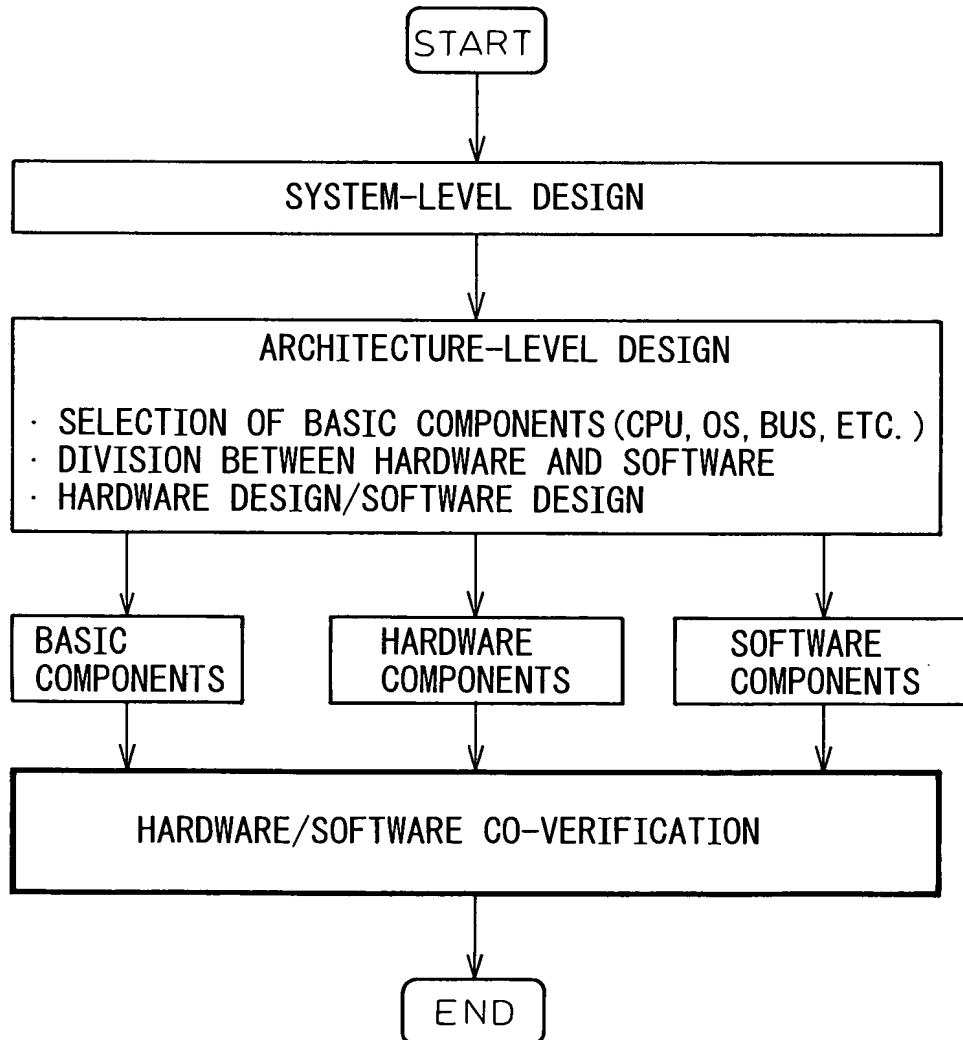 START
SYSTEM-LEVEL DESIGN
ARCHITECTURE-LEVEL DESIGN
· SELECTION OF BASIC COMPONENTS (CPU, OS, BUS, ETC.)
· DIVISION BETWEEN HARDWARE AND SOFTWARE
· HARDWARE DESIGN/SOFTWARE DESIGN
BASIC
COMPONENTS
HARDWARE
COMPONENTS
SOFTWARE
COMPONENTS
HARDWARE/SOFTWARE CO-VERIFICATION
END